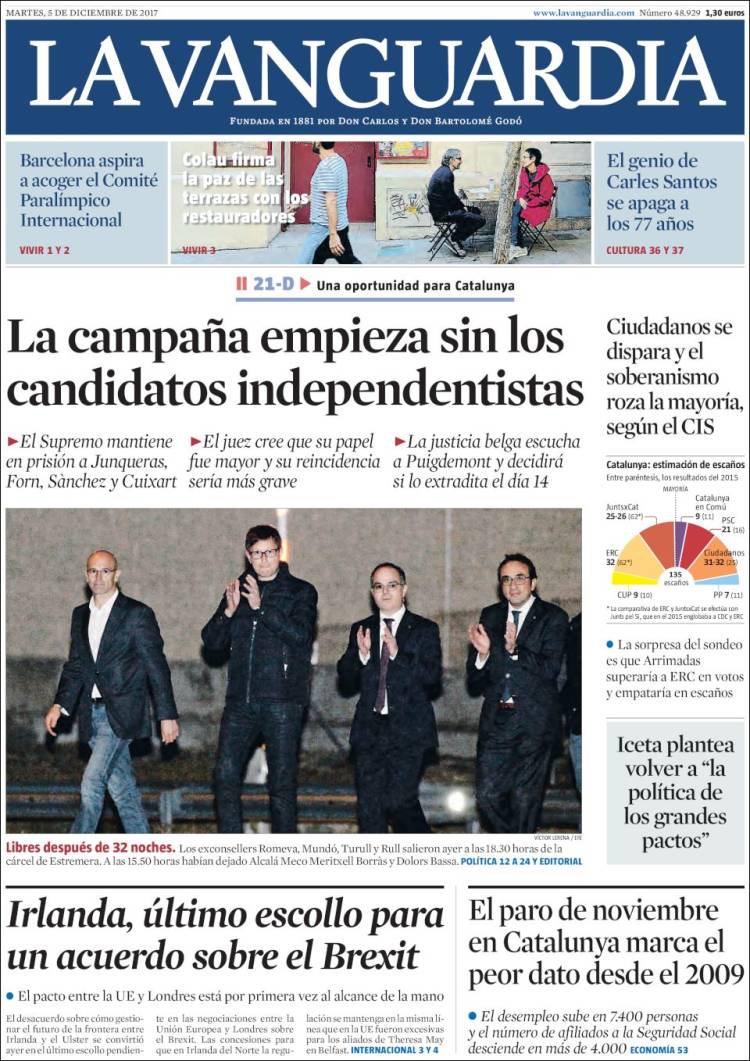 MARTES, 5 DE DICIEMBRE DE 2017
www.lavanguardia.com Número 48.929 1,30 euros
LA VANGUARDIA
FUNDADA EN 1881 POR DON CARLOS Y DON BARTOLOMÉ GODÓ
Barcelona aspira
a acoger el Comité
Paralímpico
Internacional
VIVIR 1 Y 2
Colau firma
la paz de las
terrazas con los
restauradores
VIVIR 3
El genio de
Carles Santos
se apaga a
los 77 años
CULTURA 36 Y 37
21-D Una oportunidad para Catalunya
La campaña empieza sin los
candidatos independentistas
El Supremo mantiene
en prisión a Junqueras,
Forn, Sànchez y Cuixart
El juez cree que su papel
fue mayor y su reincidencia
sería más grave
La justicia belga escucha
a Puigdemont y decidirá
si lo extradita el día 14
VÍCTOR LERENA / EFE
Libres después de 32 noches. Los exconsellers Romeva, Mundó, Turull y Rull salieron ayer a las 18.30 horas de la
cárcel de Estremera. A las 15.50 horas habían dejado Alcalá Meco Meritxell Borràs y Dolors Bassa. POLÍTICA 12 A 24 Y EDITORIAL
Ciudadanos se
dispara y el
soberanismo
roza la mayoría,
según el CIS
Catalunya: estimación de escaños
Entre paréntesis, los resultados del 2015
MAYORÍA
JuntsxCat
25-26 (62*)
Catalunya
en Comú
9 (11)
PSC
21 (16)
ERC
32 (62*)
Ciudadanos
31-32 (25)
135
escaños
CUP 9 (10)
PP 7 (11)
* La comparativa de ERC y JuntsxCat se efectúa con
Junts pel Sí, que en el 2015 englobaba a CDC y ERC
La sorpresa del sondeo
es que Arrimadas
superaría a ERC en votos
y empataría en escaños
Iceta plantea
volver a “la
política de
los grandes
pactos”
Irlanda, último escollo para
un acuerdo sobre el Brexit
El pacto entre la UE y Londres está por primera vez al alcance de la mano
El desacuerdo sobre cómo gestio-
nar el futuro de la frontera entre
Irlanda y el Ulster se convirtió
ayer en el último escollo pendien-
te en las negociaciones entre la
Unión Europea y Londres sobre
el Brexit. Las concesiones para
que en Irlanda del Norte la regu-
lación se mantenga en la misma lí-
nea que en la UE fueron excesivas
para los aliados de Theresa May
en Belfast. INTERNACIONAL 3 Y 4
El paro de noviembre
en Catalunya marca el
peor dato desde el 2009
El desempleo sube en 7.400 personas
y el número de afiliados a la Seguridad Social
desciende en más de 4.000 ECONOMÍA 53